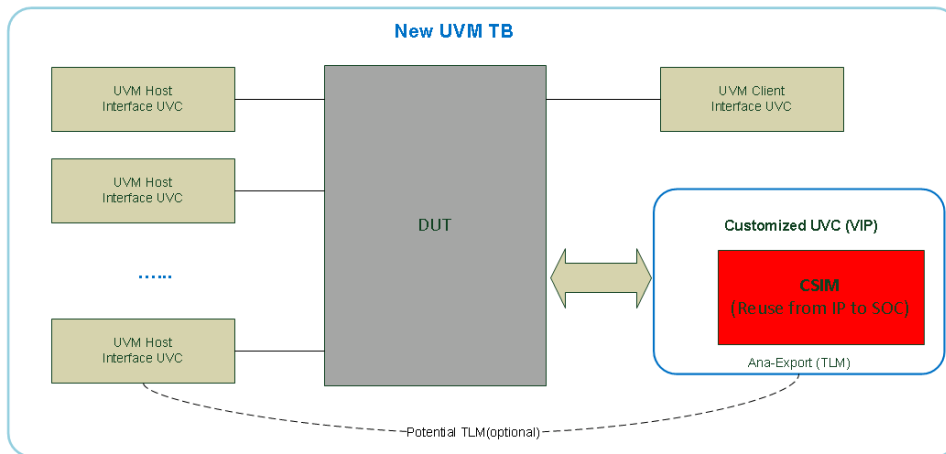 New UVM TB
UVM Host
Interface UVC
UVM Client
Interface UVC
UVM Host
Interface UVC
DUT
Customized UVC (VIP)
CSIM
(Reuse from IP to SOC)
......
UVM Host
Interface UVC
Ana-Export (TLM)
Potential TLM(optional)